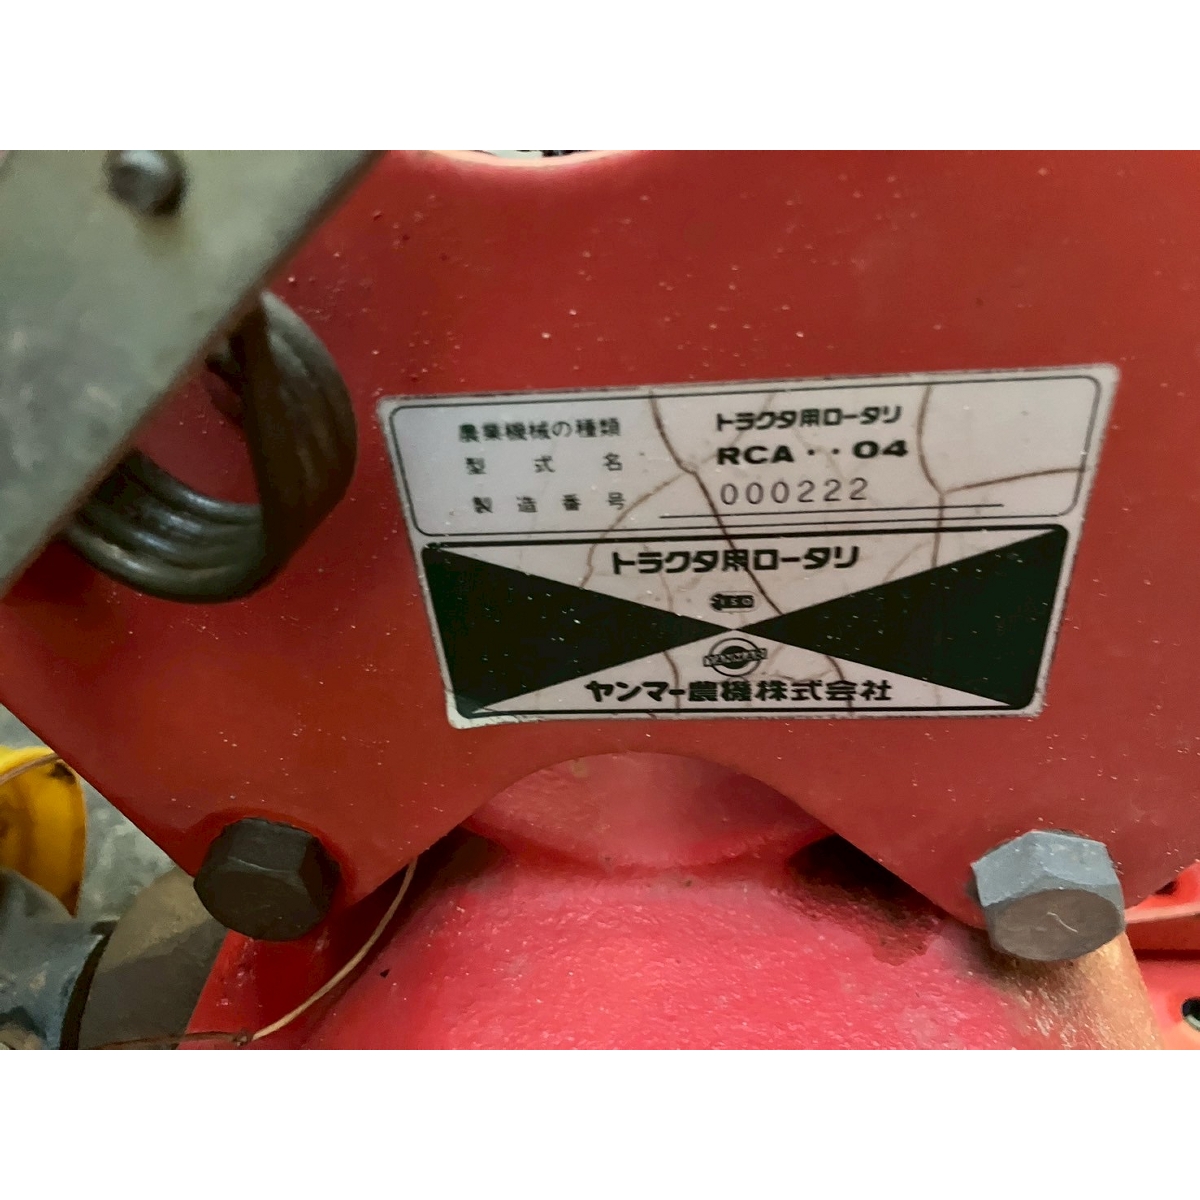 農業機械の種類 トラクタ用ロータリ
型式名 RCA・・04
製造番号 000222
トラクタ用ロータリ
ISO
YANMAR
ヤンマー農機株式会社